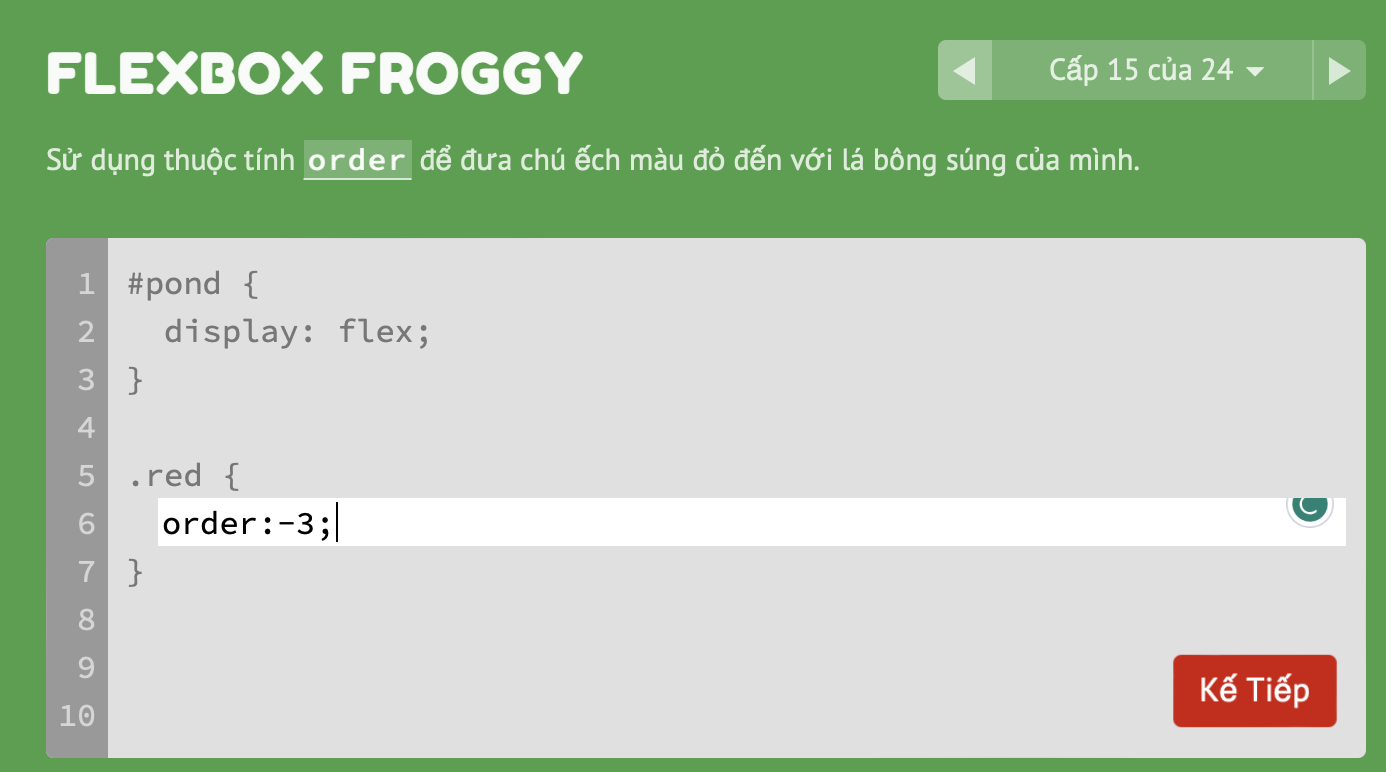 FLEXBOX FROGGY
Cấp 15 của 24
Sử dụng thuộc tính order để đưa chú ếch màu đỏ đến với lá bông súng của mình.
1 #pond {
2   display: flex;
3 }
4
5 .red {
6   order:-3;
7 }
8
9
10
Kế Tiếp